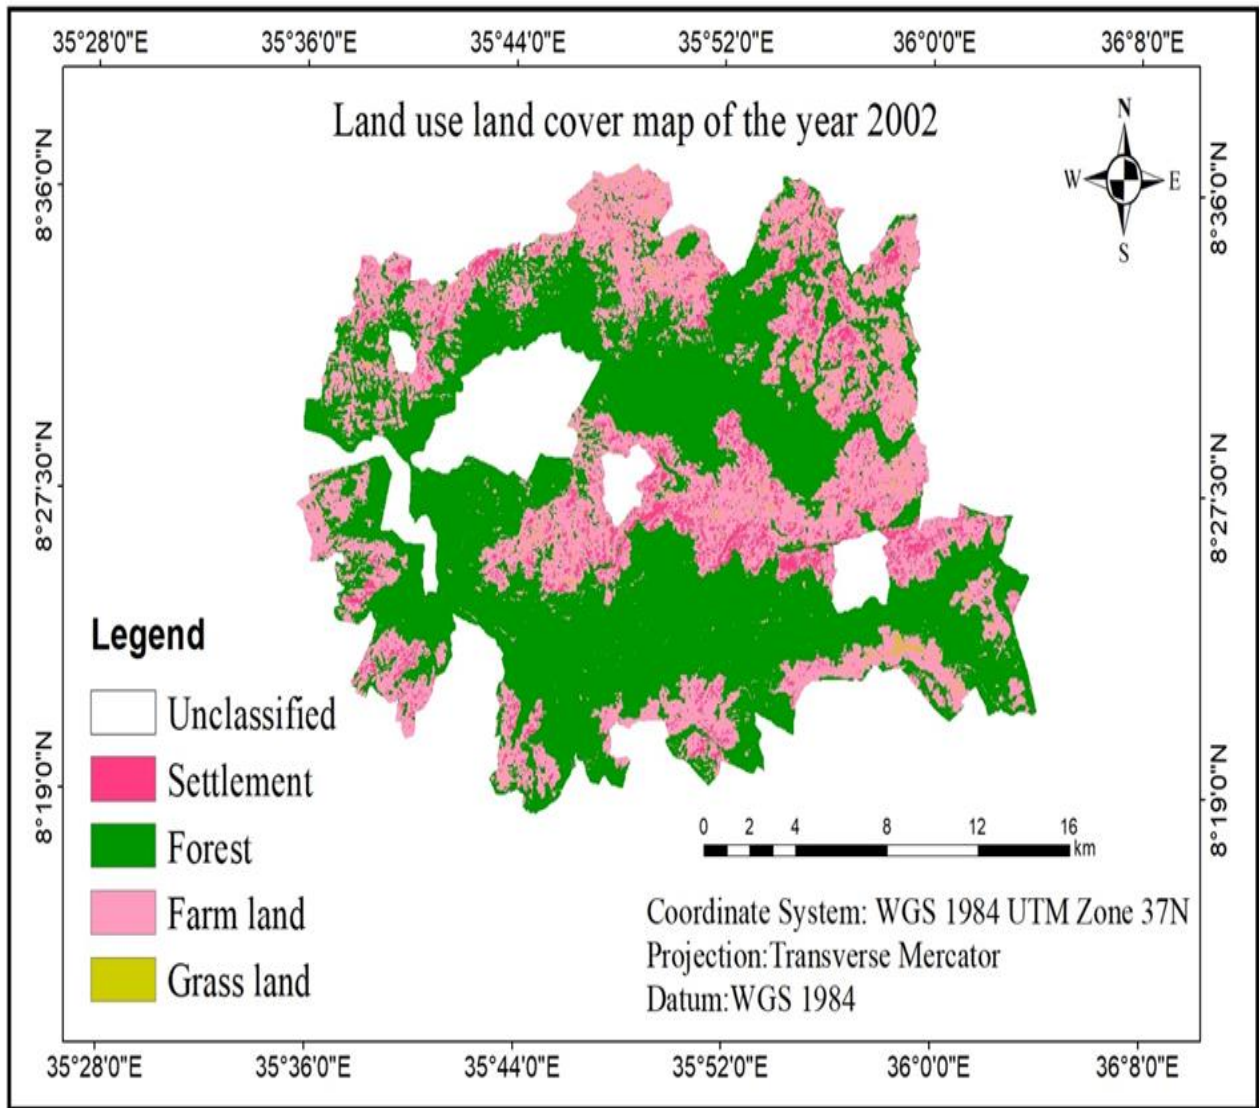 35°28'0"E 35°36'0"E 35°44'0"E 35°52'0"E 36°0'0"E 36°8'0"E
Land use land cover map of the year 2002
N
W E
S
8°36'0"N
8°36'0"N
8°27'30"N
8°27'30"N
8°19'0"N
8°19'0"N
Legend
Unclassified
Settlement
Forest
Farm land
Grass land
0 2 4 8 12 16
km
Coordinate System: WGS 1984 UTM Zone 37N
Projection:Transverse Mercator
Datum:WGS 1984
35°28'0"E 35°36'0"E 35°44'0"E 35°52'0"E 36°0'0"E 36°8'0"E